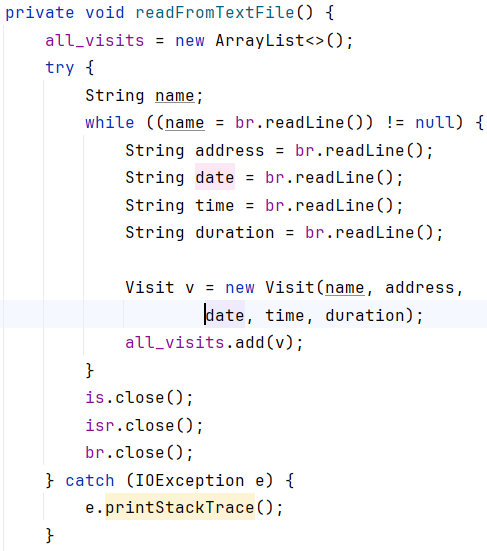 private void readFromTextFile() {
    all_visits = new ArrayList<>();
    try {
        String name;
        while ((name = br.readLine()) != null) {
            String address = br.readLine();
            String date = br.readLine();
            String time = br.readLine();
            String duration = br.readLine();

            Visit v = new Visit(name, address,
                    date, time, duration);
            all_visits.add(v);
        }
        is.close();
        isr.close();
        br.close();
    } catch (IOException e) {
        e.printStackTrace();
    }